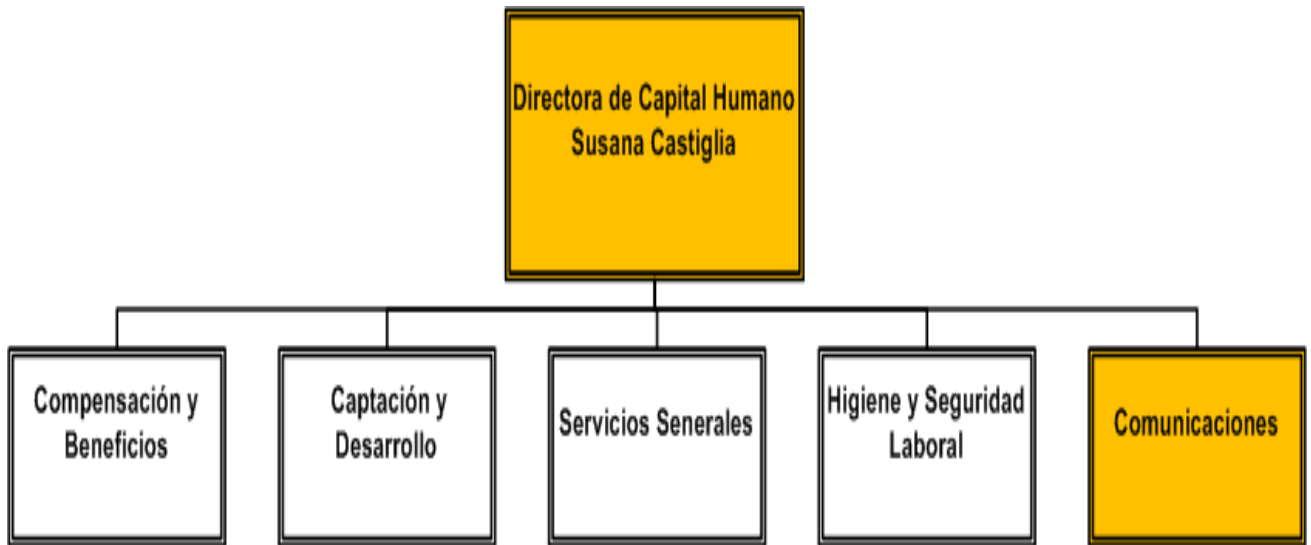 Directora de Capital Humano
Susana Castiglia
Compensación y
Beneficios
Captación y
Desarrollo
Servicios Senerales
Higiene y Seguridad
Laboral
Comunicaciones